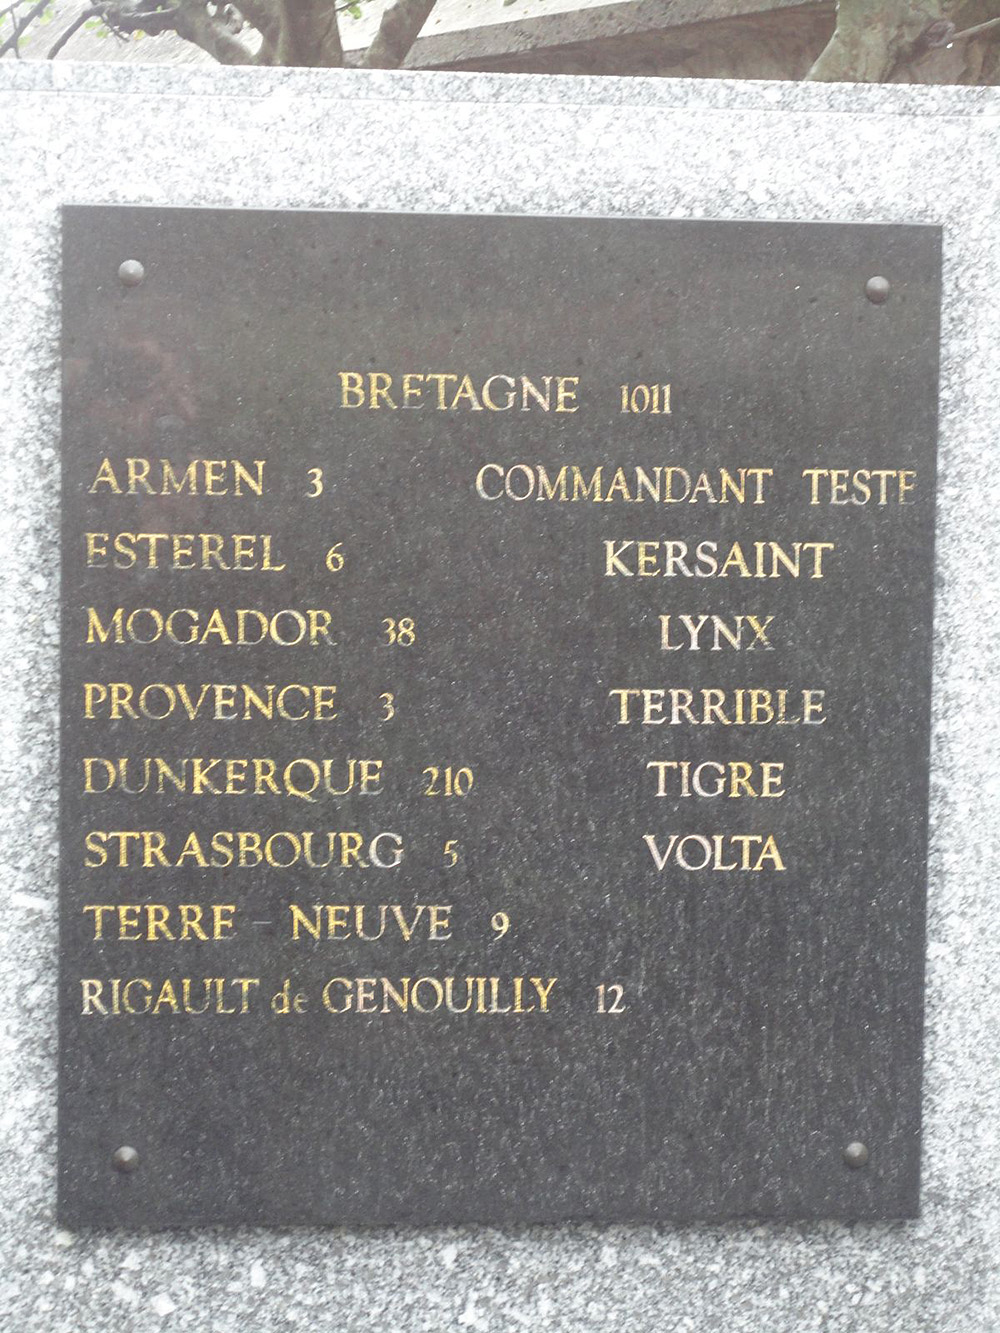 BRETAGNE 1011
ARMEN 3
ESTEREL 6
MOGADOR 38
PROVENCE 3
DUNKERQUE 210
STRASBOURG 5
TERRE - NEUVE 9
RIGAULT de GENOUILLY 12
COMMANDANT TESTE
KERSAINT
LYNX
TERRIBLE
TIGRE
VOLTA